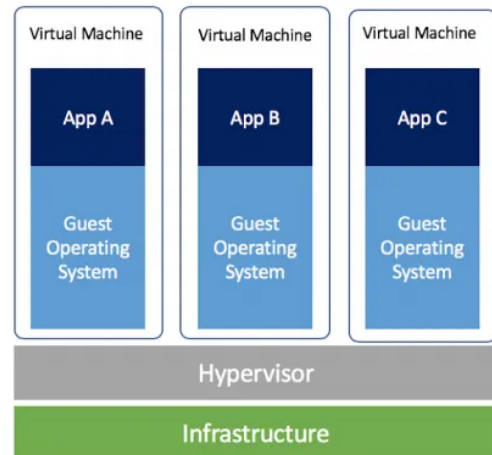 Virtual Machine
Virtual Machine
Virtual Machine
App A
App B
App C
Guest
Operating
System
Guest
Operating
System
Guest
Operating
System
Hypervisor
Infrastructure